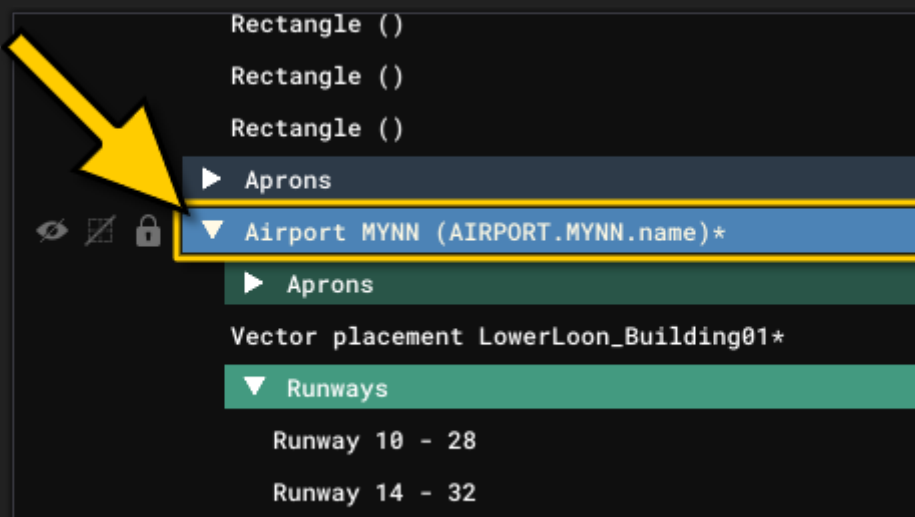 Rectangle ()
Rectangle ()
Rectangle ()
Aprons
Airport MYNN (AIRPORT.MYNN.name)*
Aprons
Vector placement LowerLoon_Building01*
Runways
Runway 10 - 28
Runway 14 - 32